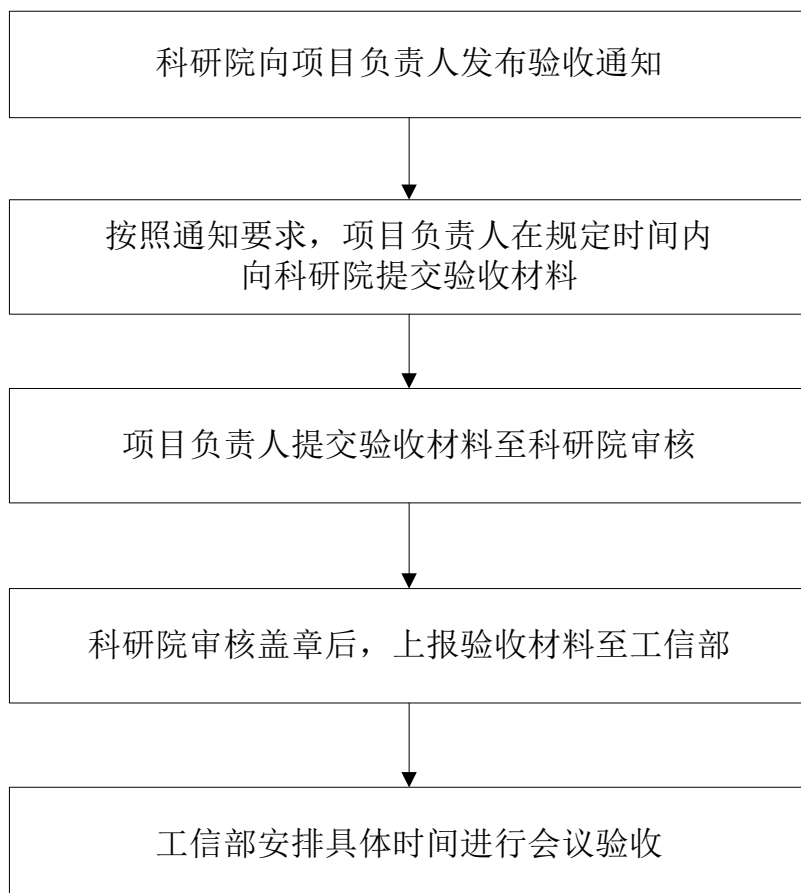 科研院向项目负责人发布验收通知
按照通知要求，项目负责人在规定时间内
向科研院提交验收材料
项目负责人提交验收材料至科研院审核
科研院审核盖章后，上报验收材料至工信部
工信部安排具体时间进行会议验收